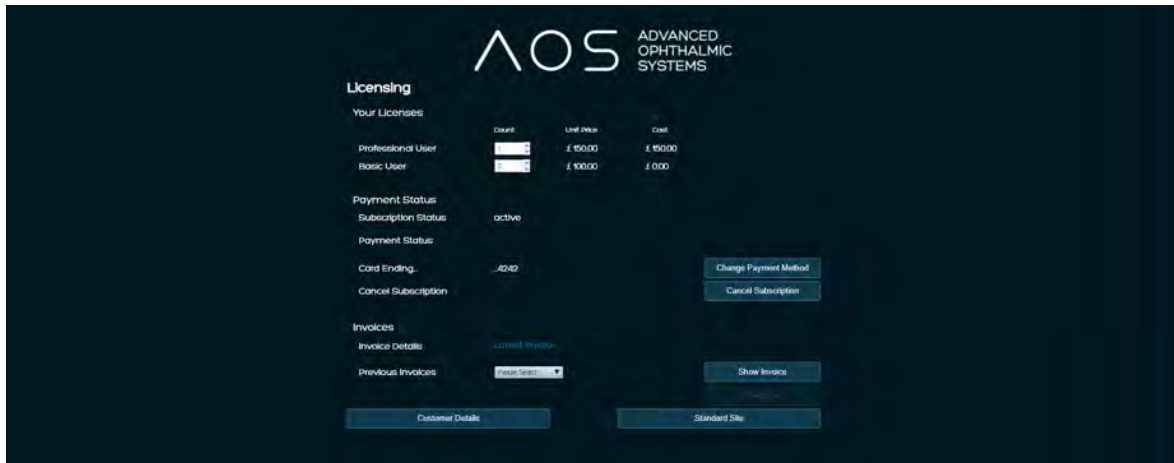 AOS ADVANCED
OPHTHALMIC
SYSTEMS
Licensing
Your Licenses
Count Unit Price Cost
Professional User £ 150.00 £ 150.00
Basic User £ 100.00 £ 0.00
Payment Status
Subscription Status active
Payment Status
Card Ending.. ..4242 Change Payment Method
Cancel Subscription Cancel Subscription
Invoices
Invoice Details Latest Invoice
Previous Invoices Please Select Show Invoice
Customer Details Standard Site